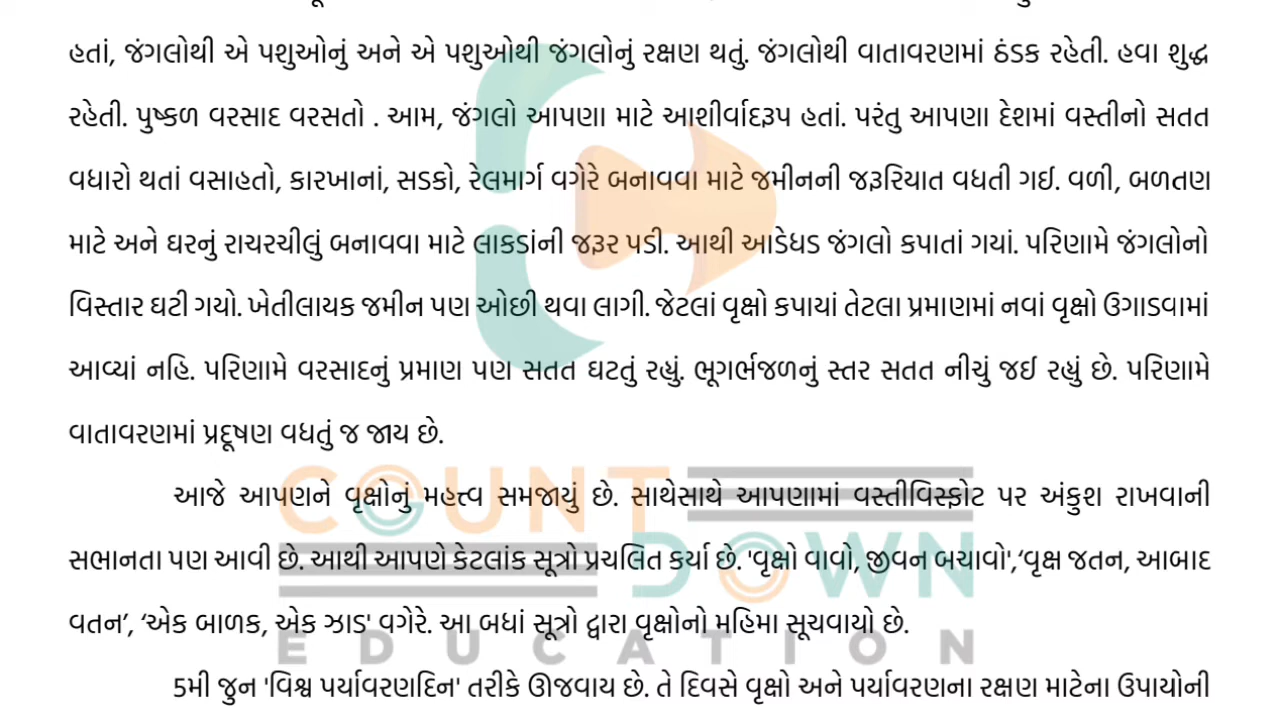 હતાં, જંગલોથી એ પશુઓનું અને એ પશુઓથી જંગલોનું રક્ષણ થતું. જંગલોથી વાતાવરણમાં ઠંડક રહેતી. હવા શુદ્ધ
રહેતી. પુષ્કળ વરસાદ વરસતો . આમ, જંગલો આપણા માટે આશીર્વાદરૂપ હતાં. પરંતુ આપણા દેશમાં વસ્તીનો સતત
વધારો થતાં વસાહતો, કારખાનાં, સડકો, રેલમાર્ગ વગેરે બનાવવા માટે જમીનની જરૂરિયાત વધતી ગઈ. વળી, બળતણ
માટે અને ઘરનું રાચરચીલું બનાવવા માટે લાકડાંની જરૂર પડી. આથી આડેધડ જંગલો કપાતાં ગયાં. પરિણામે જંગલોનો
વિસ્તાર ઘટી ગયો. ખેતીલાયક જમીન પણ ઓછી થવા લાગી. જેટલાં વૃક્ષો કપાયાં તેટલા પ્રમાણમાં નવાં વૃક્ષો ઉગાડવામાં
આવ્યાં નહિ. પરિણામે વરસાદનું પ્રમાણ પણ સતત ઘટતું રહ્યું. ભૂગર્ભજળનું સ્તર સતત નીચું જઈ રહ્યું છે. પરિણામે
વાતાવરણમાં પ્રદૂષણ વધતું જ જાય છે.
આજે આપણને વૃક્ષોનું મહત્ત્વ સમજાયું છે. સાથેસાથે આપણામાં વસ્તીવિસ્ફોટ પર અંકુશ રાખવાની
સભાનતા પણ આવી છે. આથી આપણે કેટલાંક સૂત્રો પ્રચલિત કર્યા છે. 'વૃક્ષો વાવો, જીવન બચાવો',‘વૃક્ષ જતન, આબાદ
વતન’, ‘એક બાળક, એક ઝાડ' વગેરે. આ બધાં સૂત્રો દ્વારા વૃક્ષોનો મહિમા સૂચવાયો છે.
5મી જુન 'વિશ્વ પર્યાવરણદિન' તરીકે ઊજવાય છે. તે દિવસે વૃક્ષો અને પર્યાવરણના રક્ષણ માટેના ઉપાયોની
COUNT
DOWN
EDUCATION